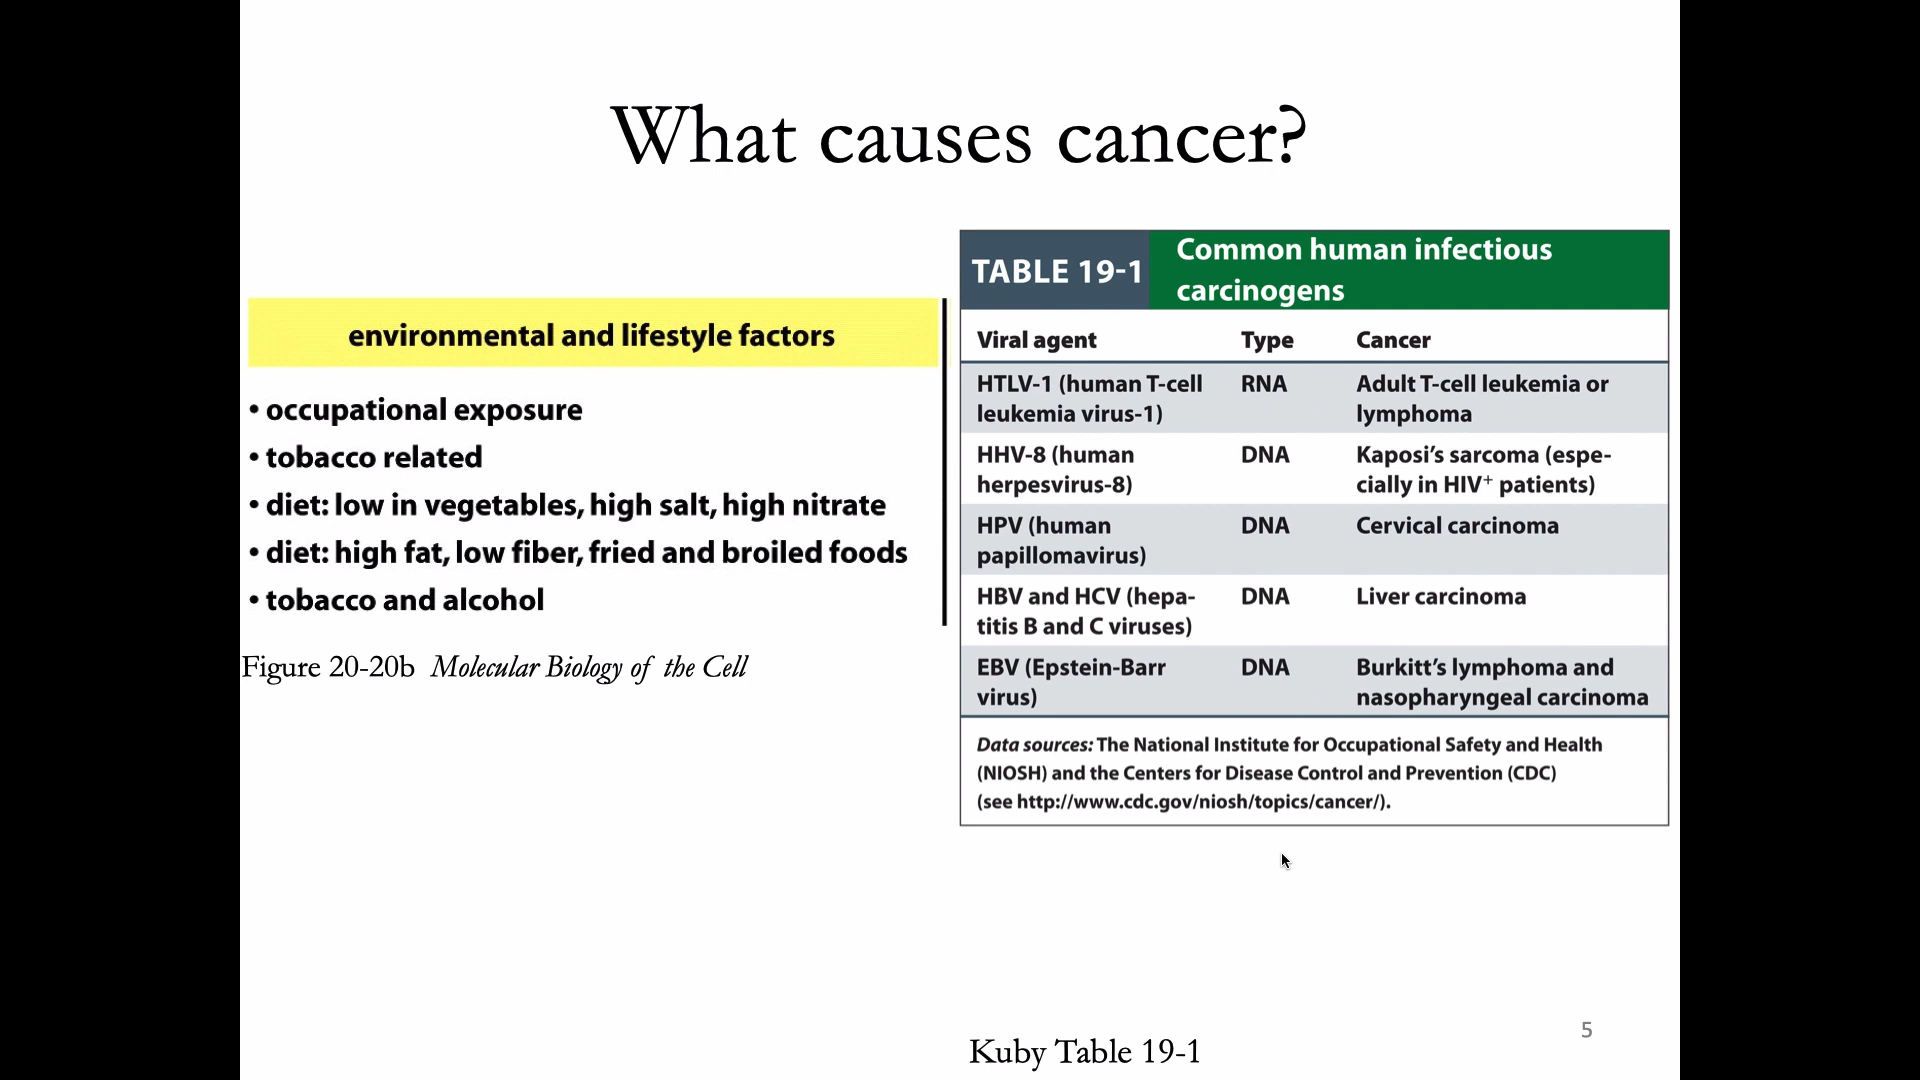 What causes cancer?
environmental and lifestyle factors
• occupational exposure
• tobacco related
• diet: low in vegetables, high salt, high nitrate
• diet: high fat, low fiber, fried and broiled foods
• tobacco and alcohol
Figure 20-20b Molecular Biology of the Cell
TABLE 19-1
Common human infectious
carcinogens
Viral agent Type Cancer
HTLV-1 (human T-cell RNA Adult T-cell leukemia or
leukemia virus-1) lymphoma
HHV-8 (human DNA Kaposi’s sarcoma (espe-
herpesvirus-8) cially in HIV⁺ patients)
HPV (human DNA Cervical carcinoma
papillomavirus)
HBV and HCV (hepa- DNA Liver carcinoma
titis B and C viruses)
EBV (Epstein-Barr DNA Burkitt’s lymphoma and
virus) nasopharyngeal carcinoma
Data sources: The National Institute for Occupational Safety and Health
(NIOSH) and the Centers for Disease Control and Prevention (CDC)
(see http://www.cdc.gov/niosh/topics/cancer/).
5
Kuby Table 19-1